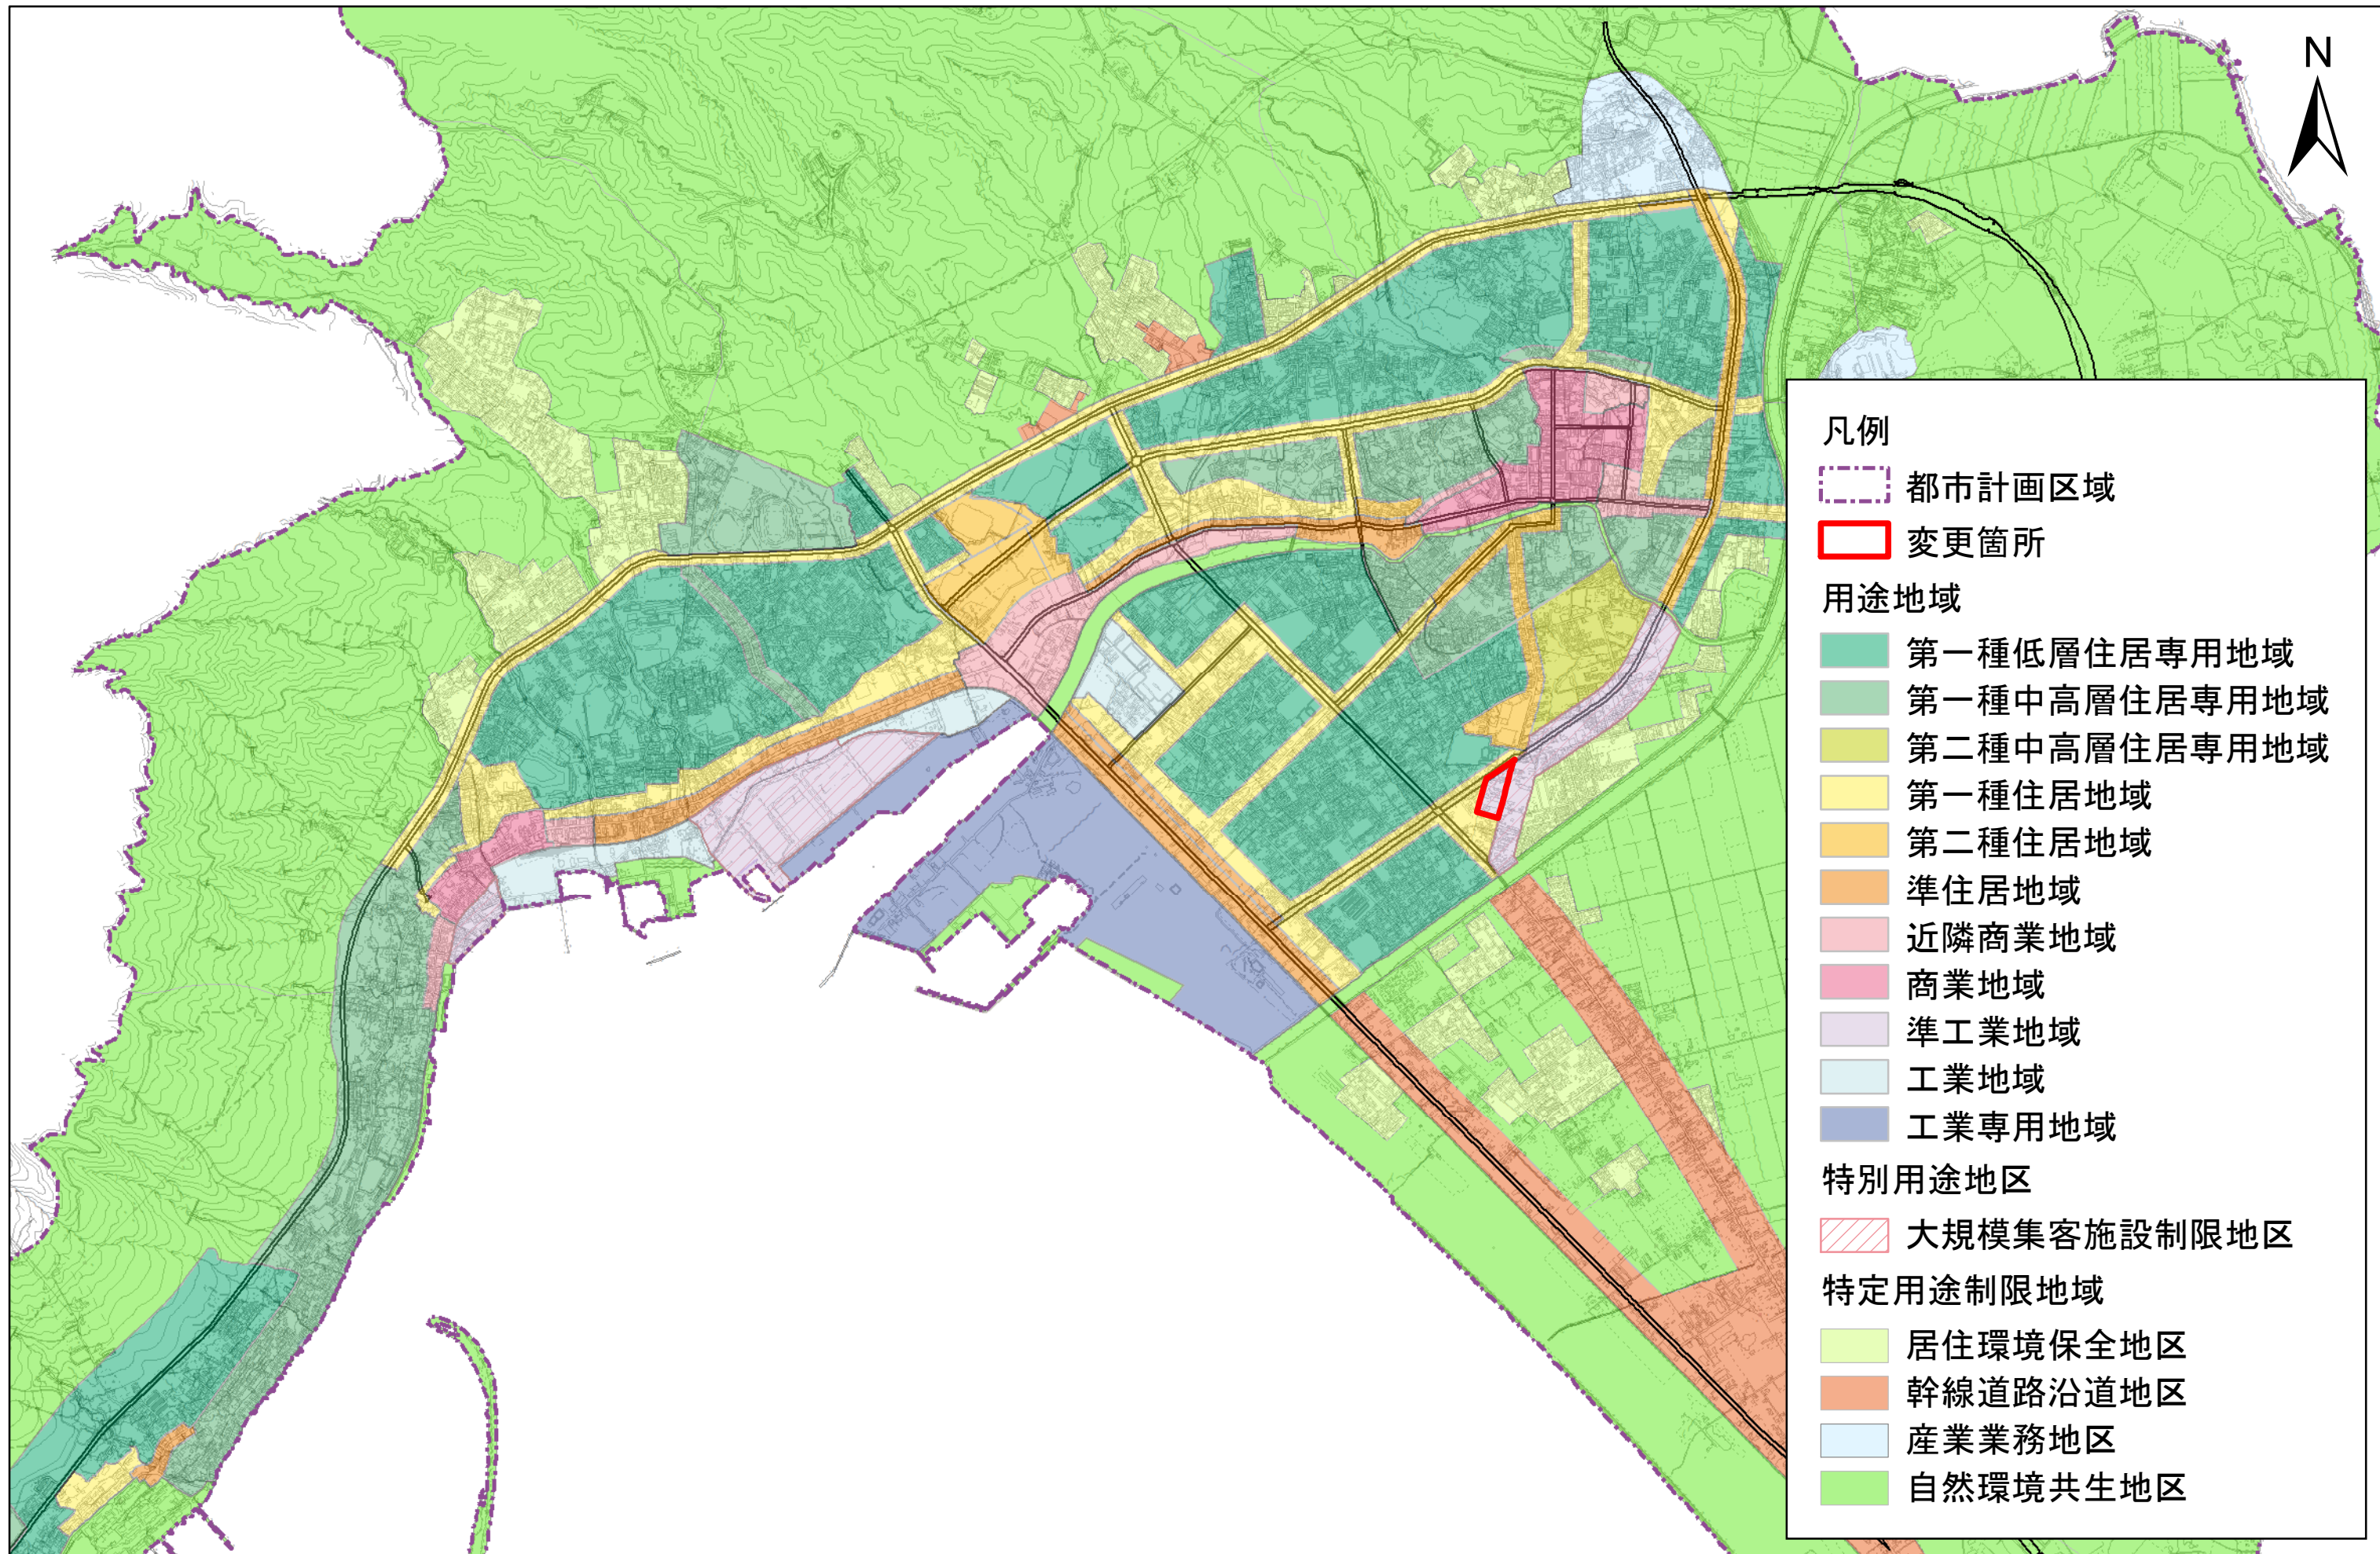 N
凡例
都市計画区域
変更箇所
用途地域
第一種低層住居専用地域
第一種中高層住居専用地域
第二種中高層住居専用地域
第一種住居地域
第二種住居地域
準住居地域
近隣商業地域
商業地域
準工業地域
工業地域
工業専用地域
特別用途地区
大規模集客施設制限地区
特定用途制限地域
居住環境保全地区
幹線道路沿道地区
産業業務地区
自然環境共生地区